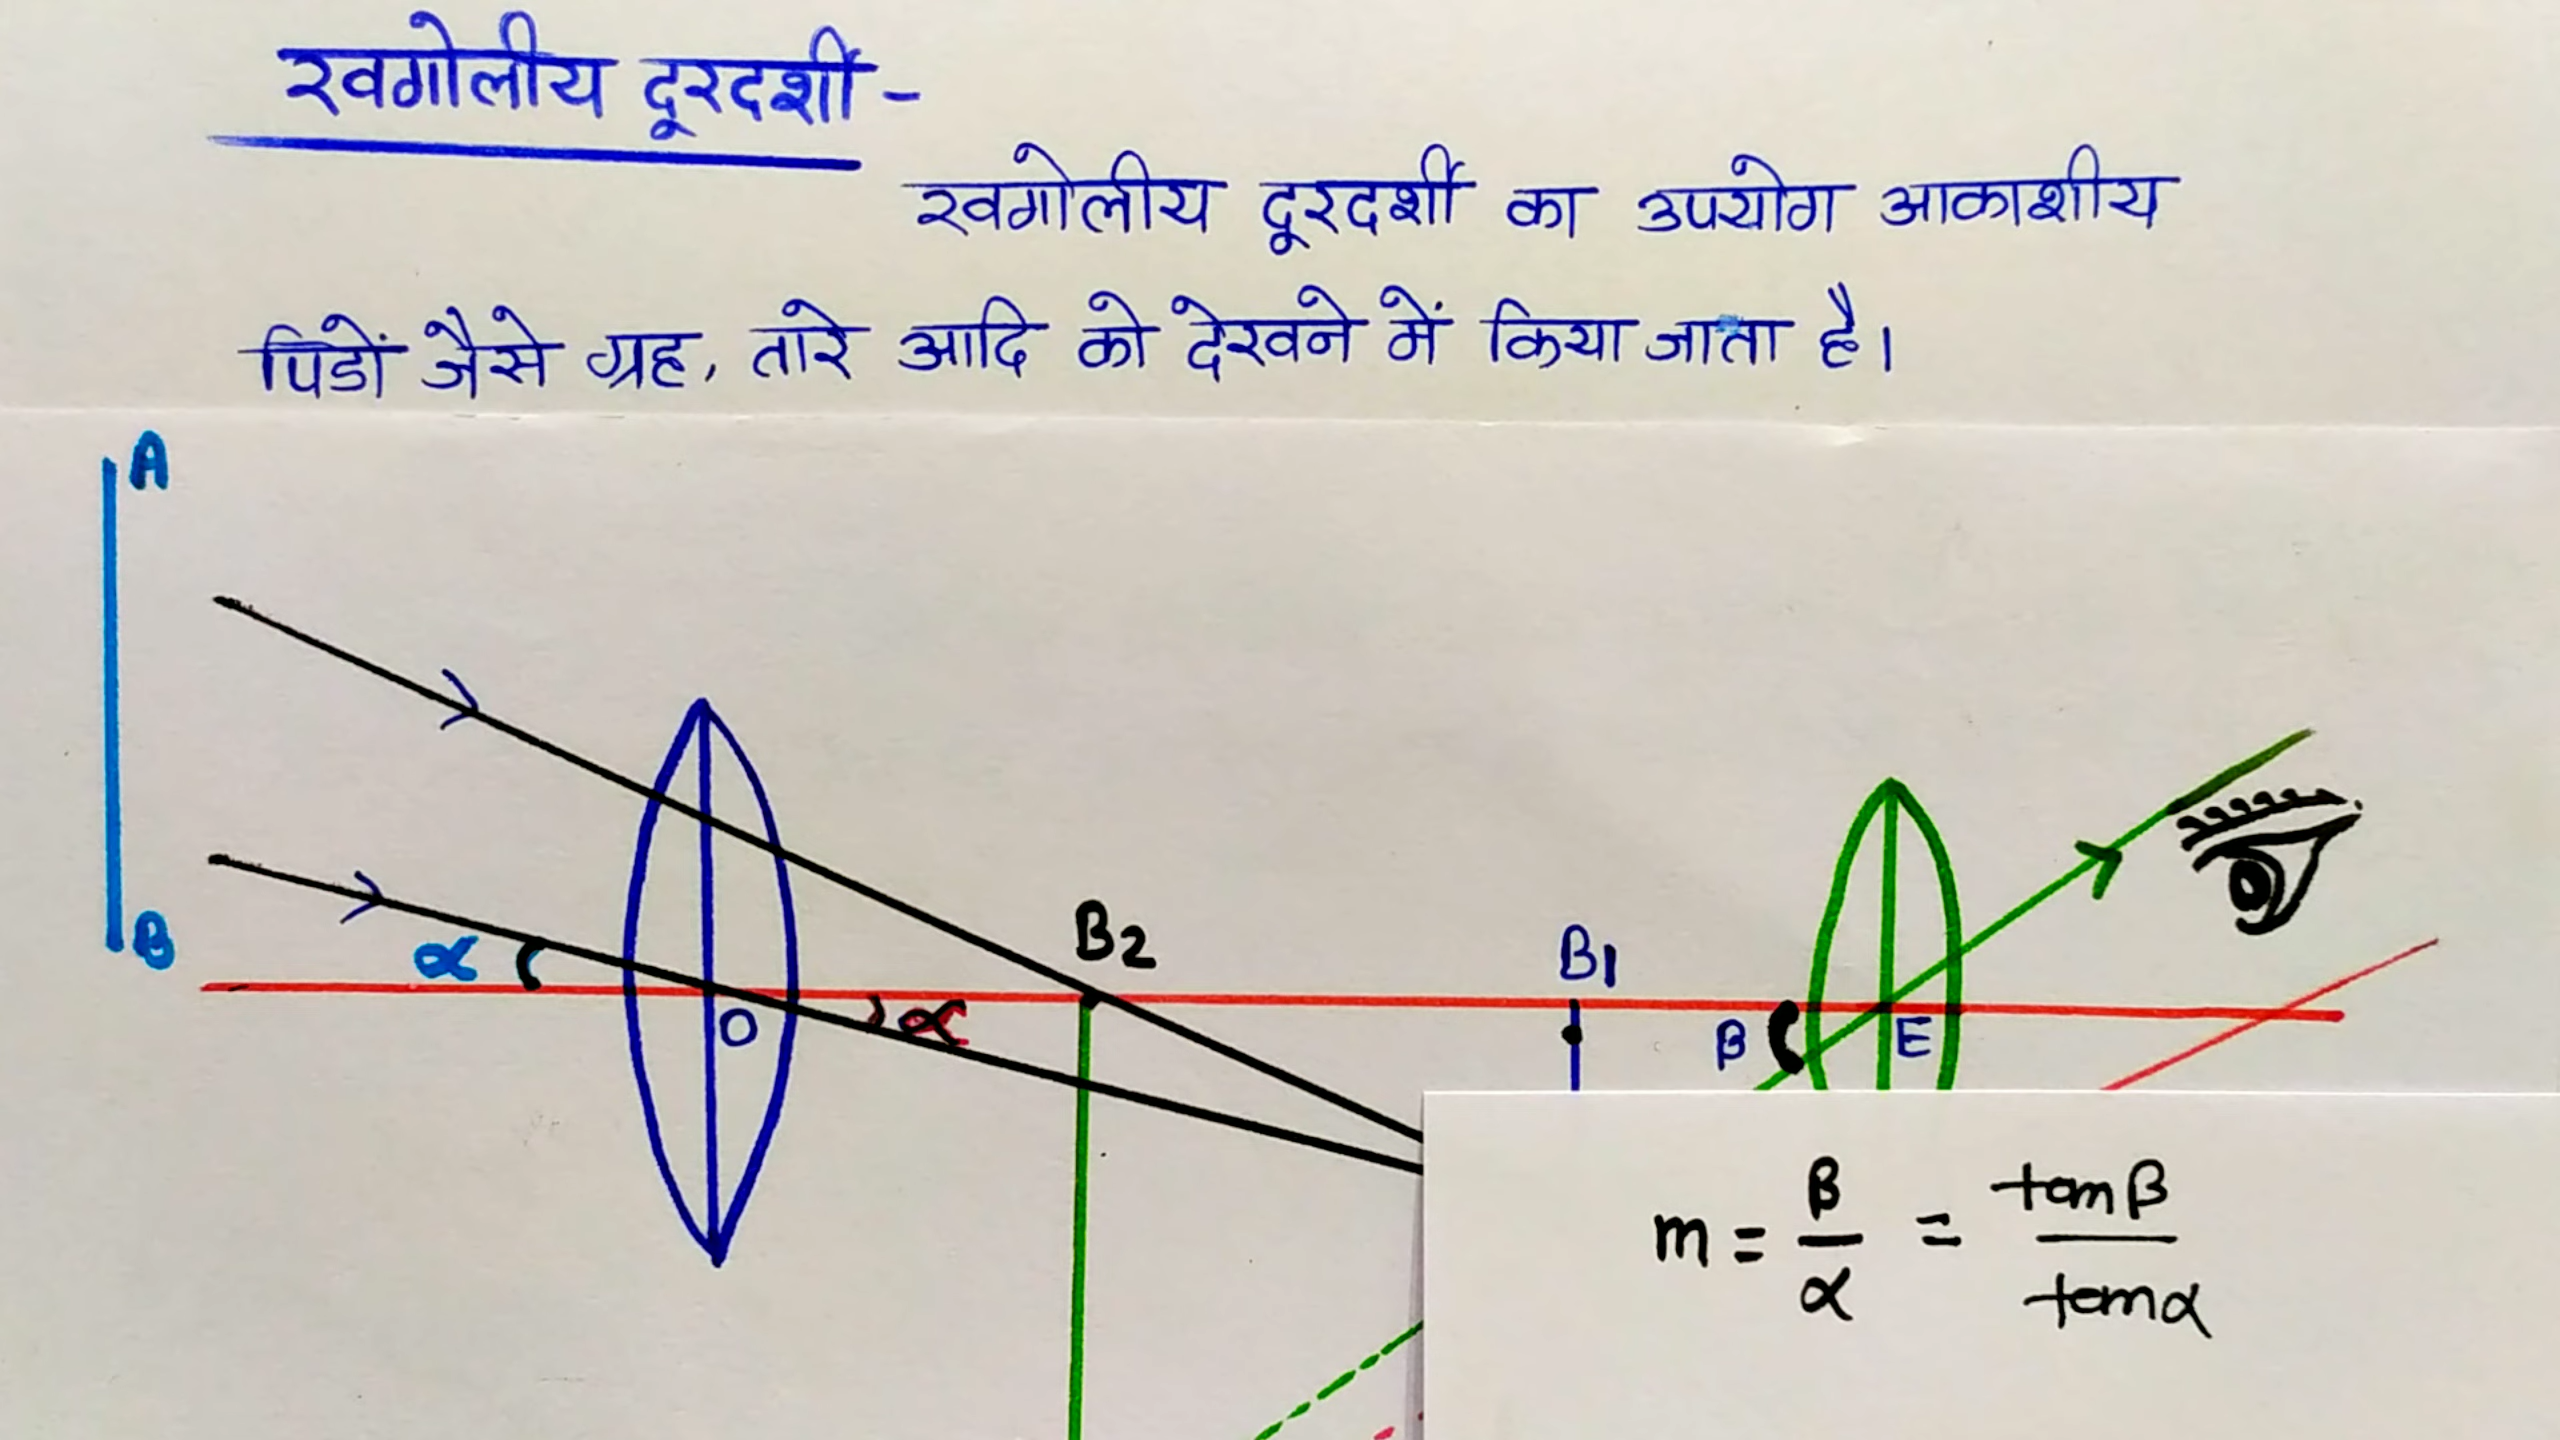 खगोलीय दूरदर्शी -
खगोलीय दूरदर्शी का उपयोग आकाशीय
पिंडों जैसे ग्रह, तारे आदि को देखने में किया जाता है।
A
B
α
α
O
B2
B1
β
E
m = β/α = tanβ/tanα